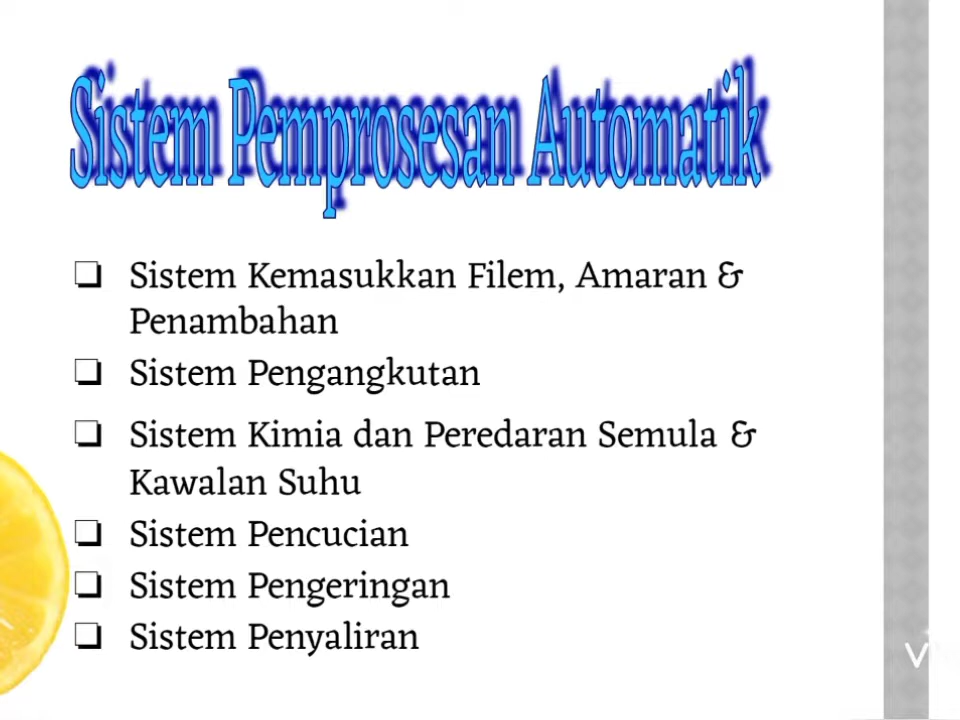 Sistem Pemprosesan Automatik
❑ Sistem Kemasukkan Filem, Amaran &
Penambahan
❑ Sistem Pengangkutan
❑ Sistem Kimia dan Peredaran Semula &
Kawalan Suhu
❑ Sistem Pencucian
❑ Sistem Pengeringan
❑ Sistem Penyaliran